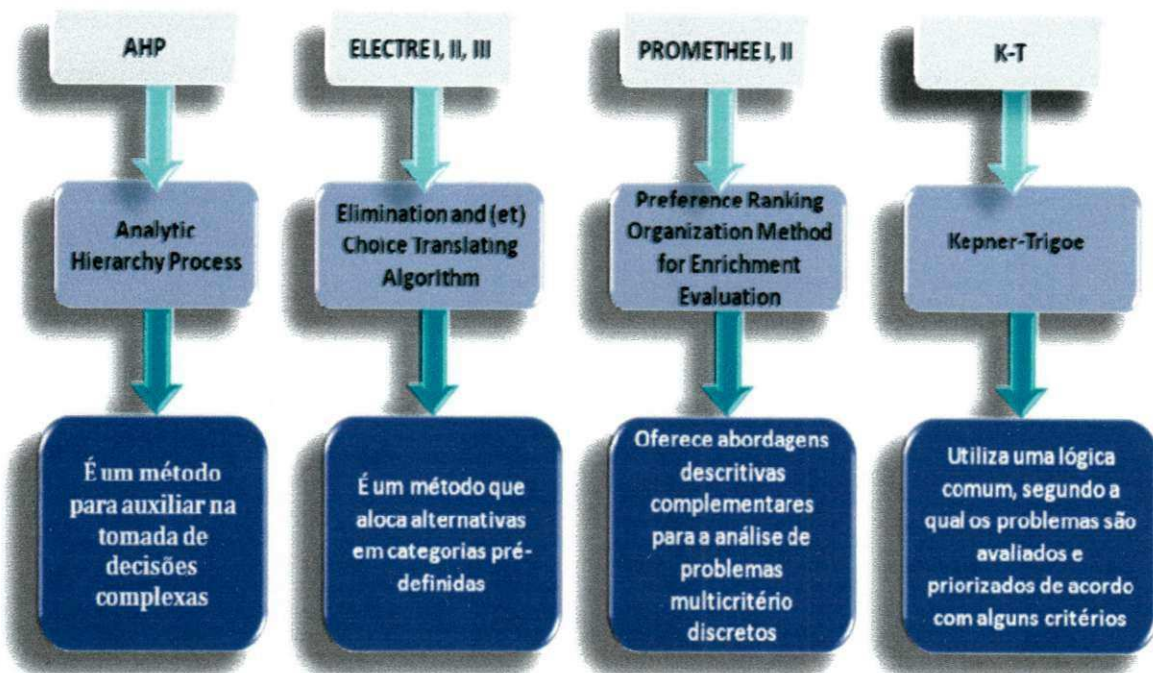 AHP
Analytic
Hierarchy Process
É um método
para auxiliar na
tomada de
decisões
complexas
ELECTRE I, II, III
Elimination and (et)
Choice Translating
Algorithm
É um método que
aloca alternativas
em categorias pré-
definidas
PROMETHEE I, II
Preference Ranking
Organization Method
for Enrichment
Evaluation
Oferece abordagens
descritivas
complementares
para a análise de
problemas
multicritério
discretos
K-T
Kepner-Trigoe
Utiliza uma lógica
comum, segundo a
qual os problemas são
avaliados e
priorizados de acordo
com alguns critérios